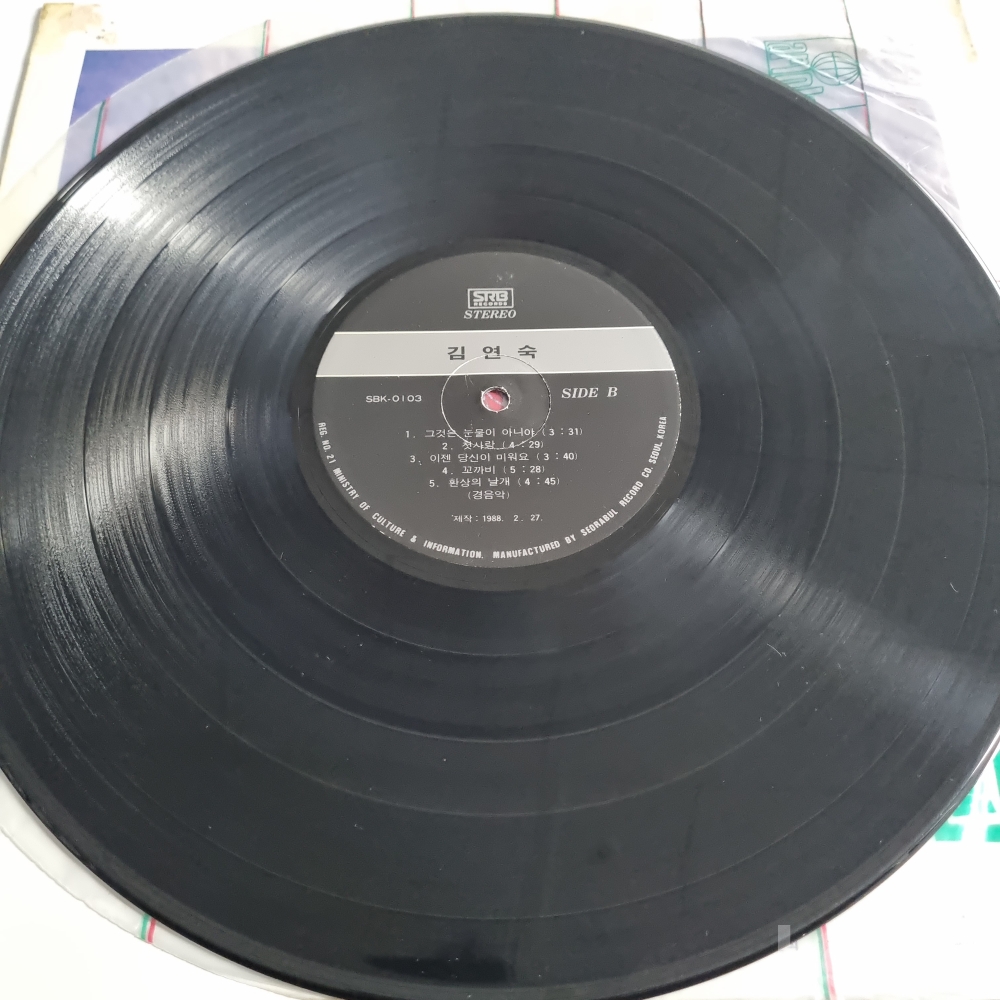 SRB
RECORDS
STEREO
김연숙
SBK-0103
SIDE B
1. 그것은 눈물이 아니야 (3 : 31)
2. 첫사랑 (4 : 29)
3. 이젠 당신이 미워요 (3 : 40)
4. 꼬까비 (5 : 28)
5. 환상의 날개 (4 : 45)
(경음악)
제작 : 1988. 2. 27.
REG. NO. 21 MINISTRY OF CULTURE & INFORMATION. MANUFACTURED BY SEORABUL RECORD CO. SEOUL. KOREA